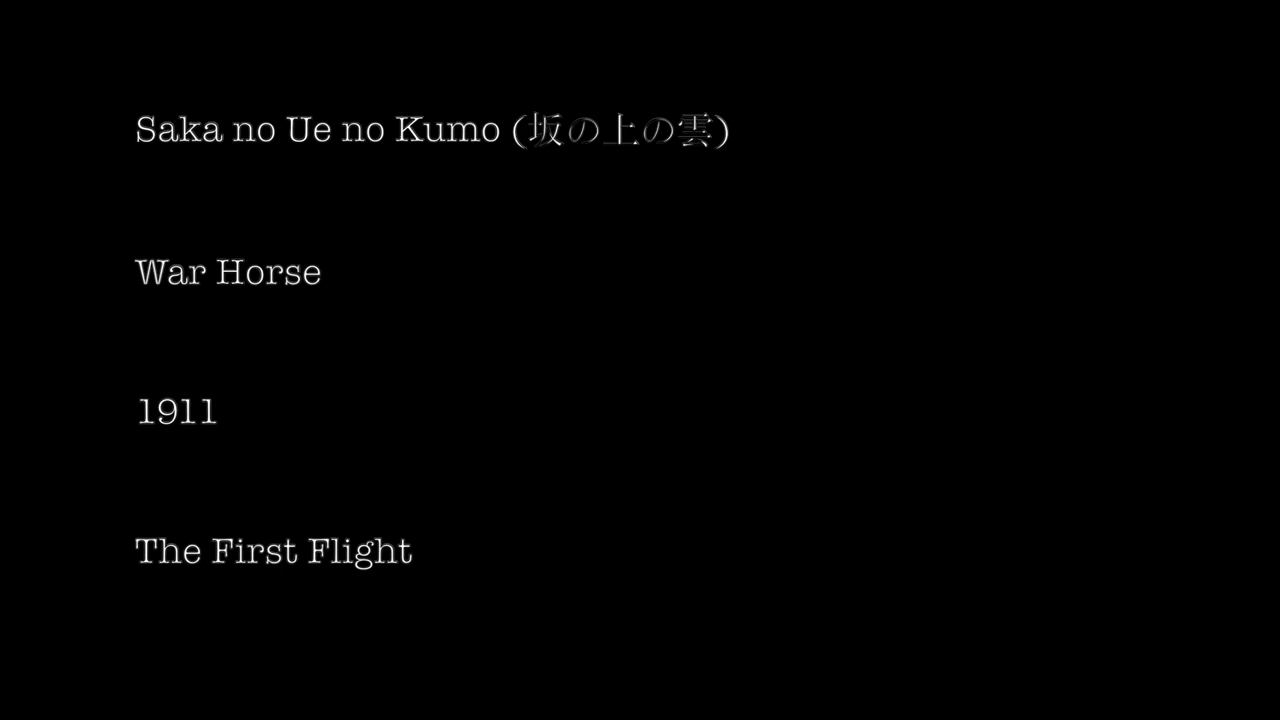 Saka no Ue no Kumo (坂の上の雲)
War Horse
1911
The First Flight